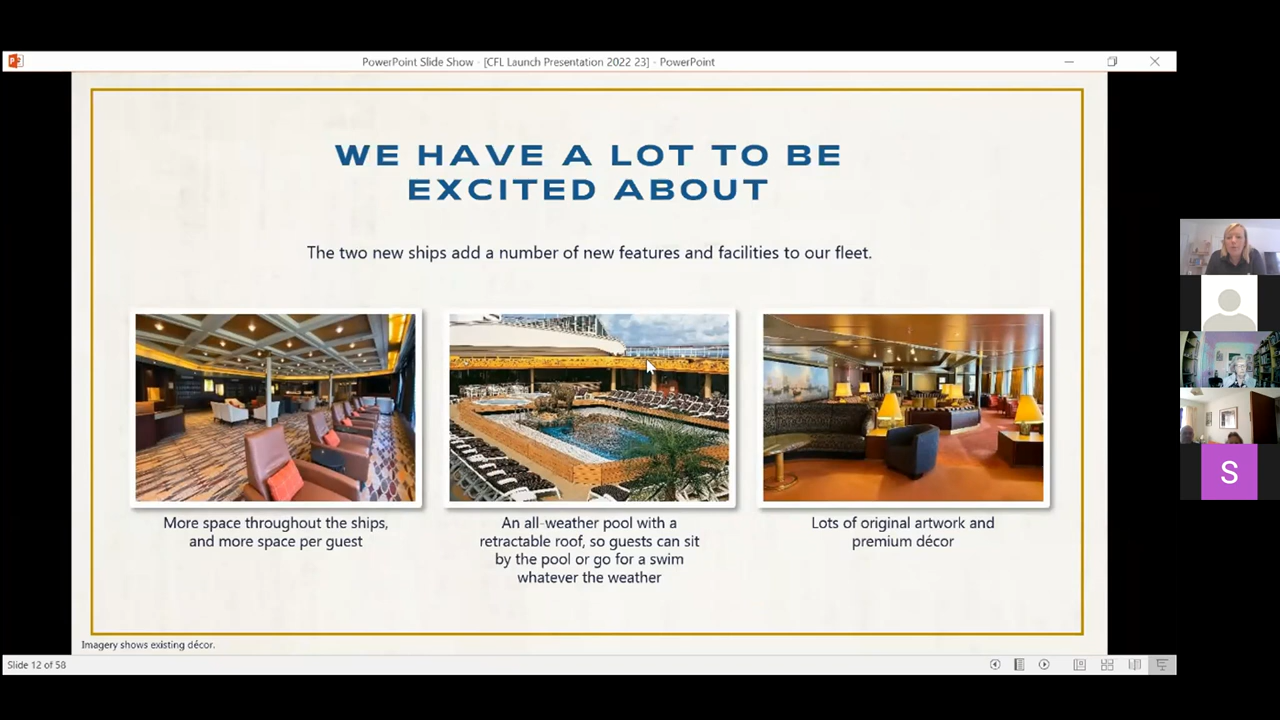 PowerPoint Slide Show - [CFL Launch Presentation 2022 23] - PowerPoint
WE HAVE A LOT TO BE
EXCITED ABOUT
The two new ships add a number of new features and facilities to our fleet.
More space throughout the ships,
and more space per guest
An all-weather pool with a
retractable roof, so guests can sit
by the pool or go for a swim
whatever the weather
Lots of original artwork and
premium décor
Imagery shows existing décor.
Slide 12 of 58
S